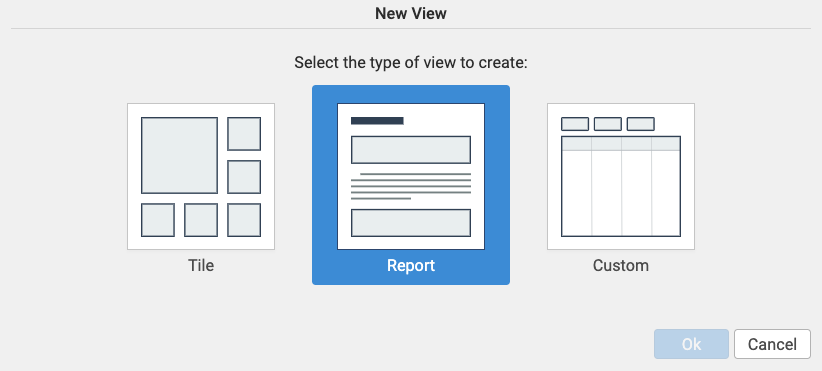 New View
Select the type of view to create:
Tile
Report
Custom
Ok
Cancel